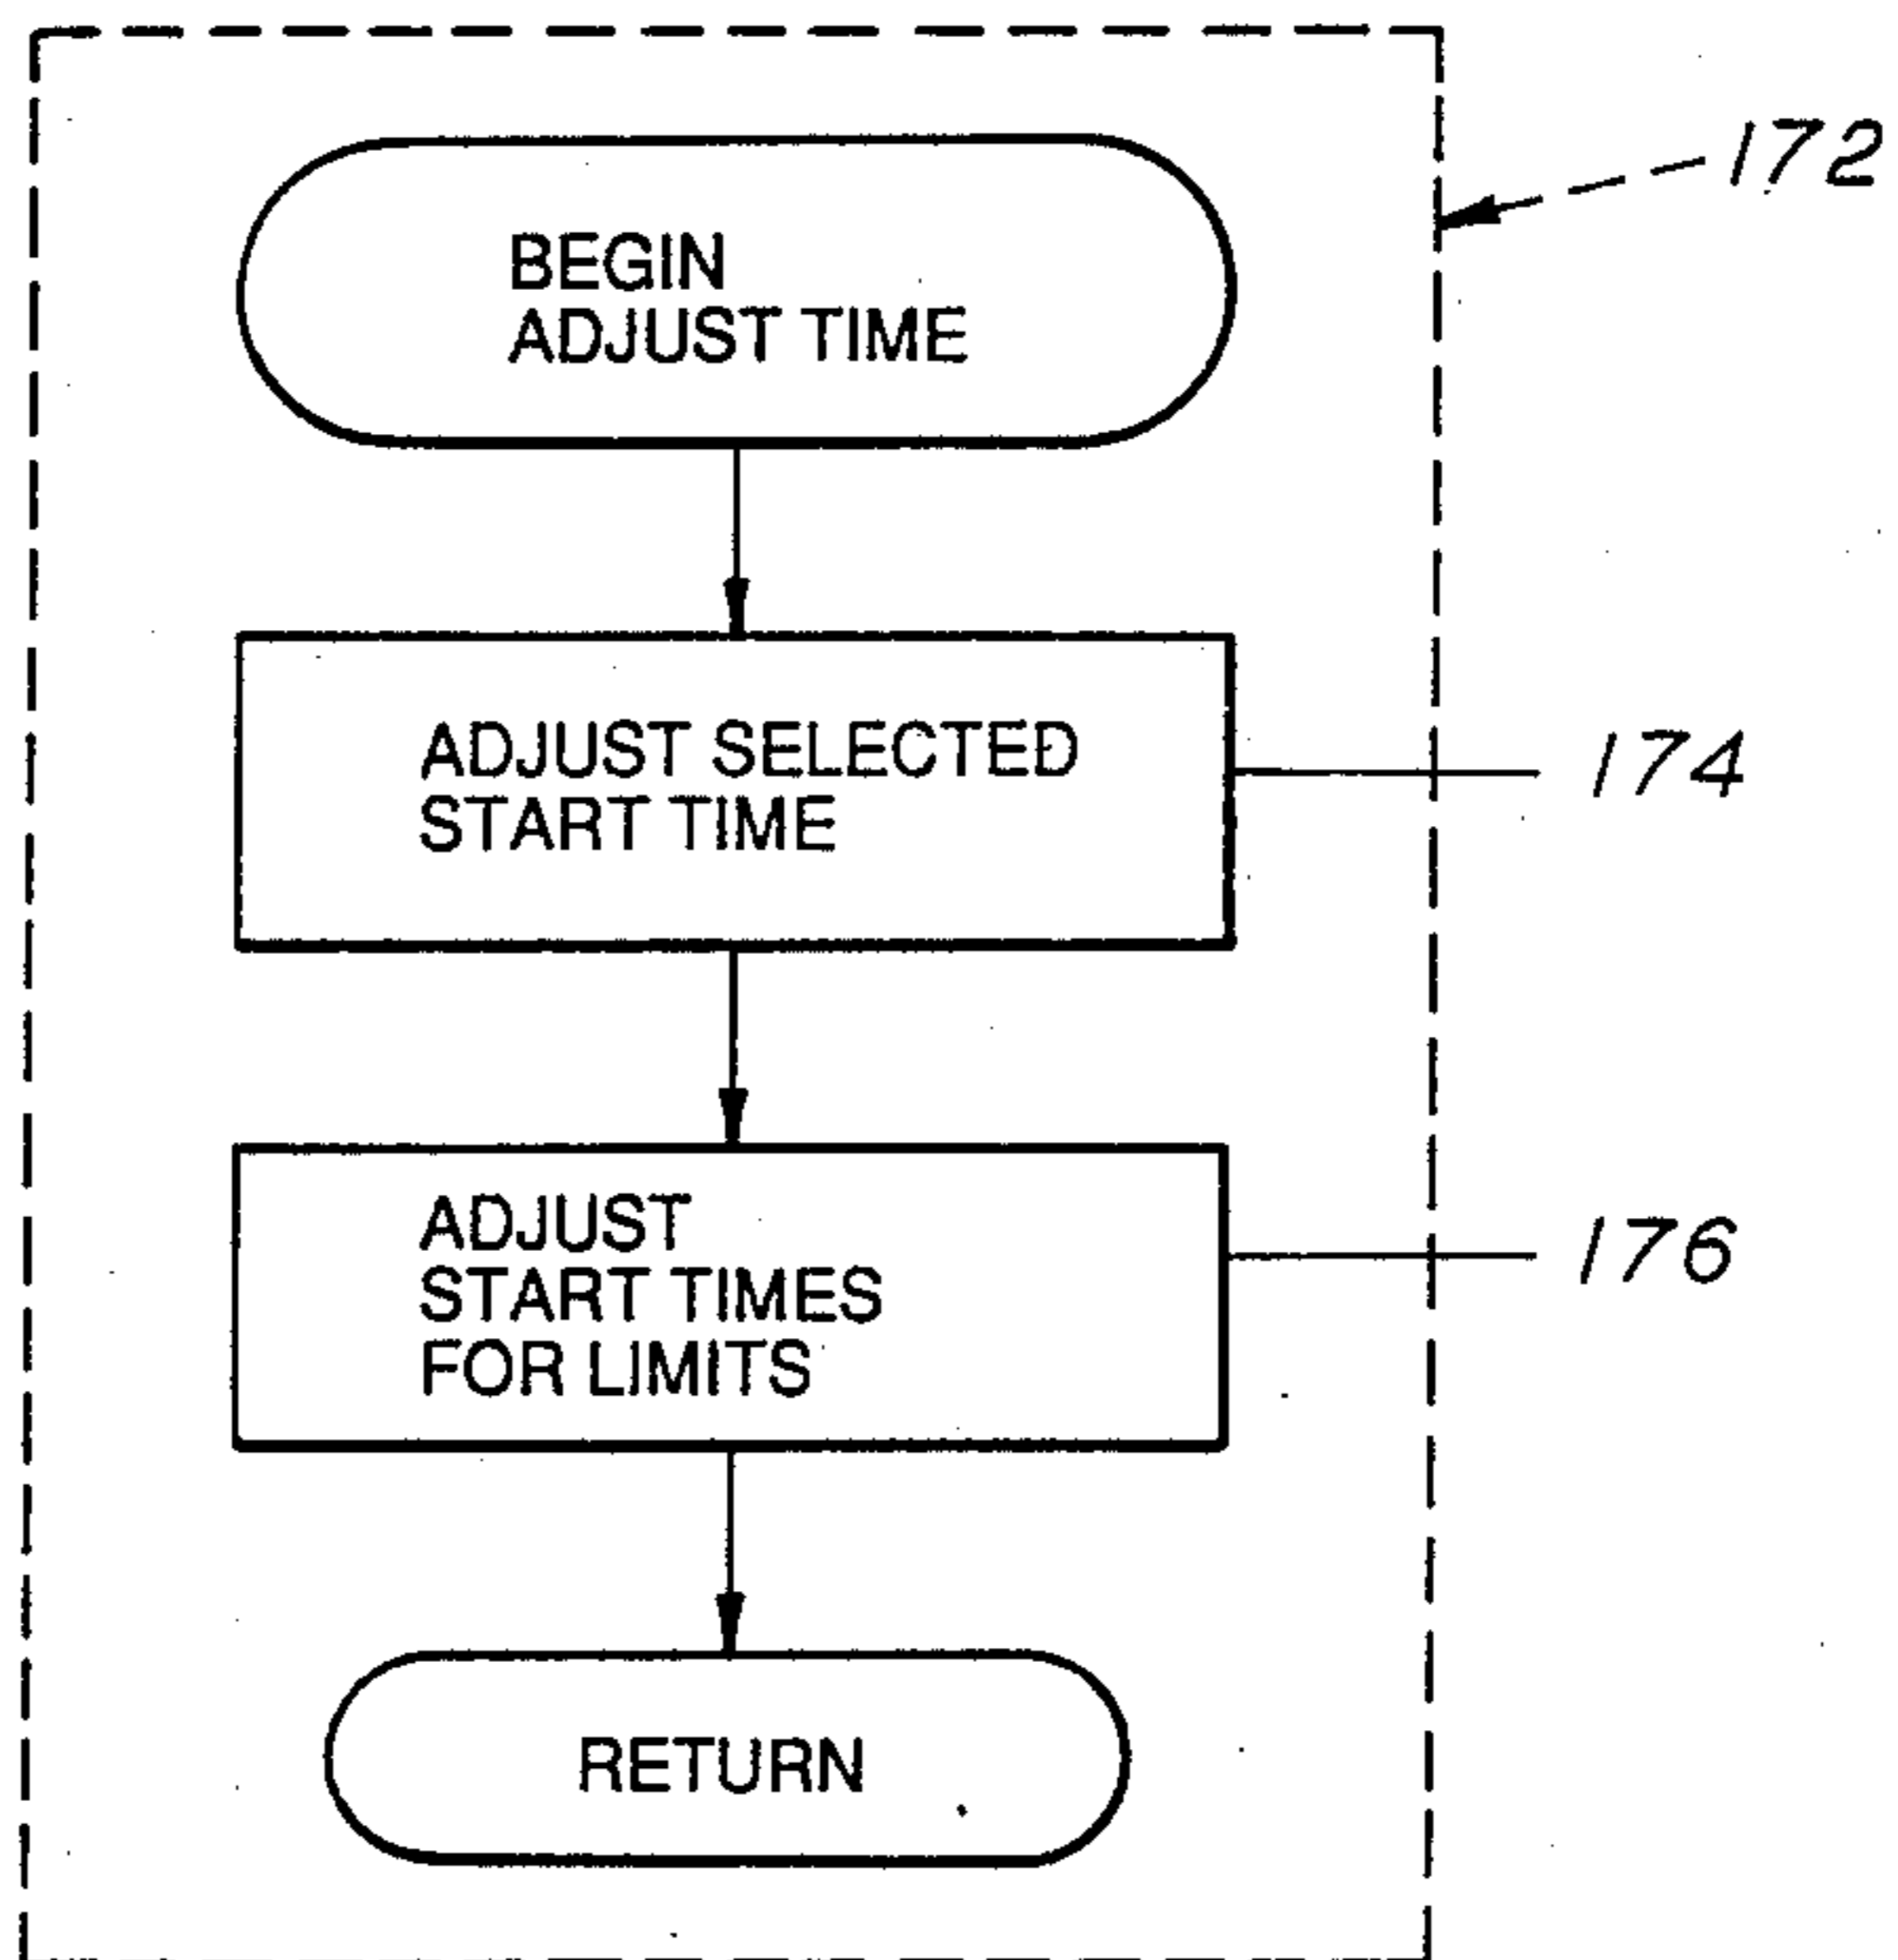 172
BEGIN
ADJUST TIME
ADJUST SELECTED
START TIME
174
ADJUST
START TIMES
FOR LIMITS
176
RETURN